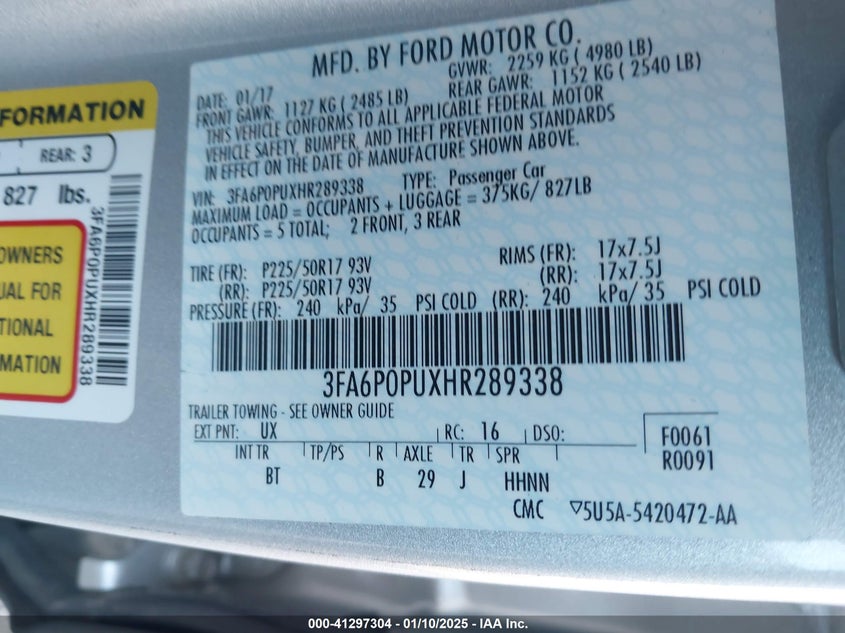 MFD. BY FORD MOTOR CO.
DATE: 01/17 GVWR: 2259 KG ( 4980 LB)
FRONT GAWR: 1127 KG ( 2485 LB) REAR GAWR: 1152 KG ( 2540 LB)
THIS VEHICLE CONFORMS TO ALL APPLICABLE FEDERAL MOTOR
VEHICLE SAFETY, BUMPER, AND THEFT PREVENTION STANDARDS
IN EFFECT ON THE DATE OF MANUFACTURE SHOWN ABOVE.
VIN: 3FA6P0PUXHR289338 TYPE: Passenger Car
MAXIMUM LOAD = OCCUPANTS + LUGGAGE = 375KG/ 827LB
OCCUPANTS = 5 TOTAL; 2 FRONT, 3 REAR
TIRE (FR): P225/50R17 93V RIMS (FR): 17x7.5J
(RR): P225/50R17 93V (RR): 17x7.5J
PRESSURE (FR): 240 kPa/ 35 PSI COLD (RR): 240 kPa/ 35 PSI COLD
3FA6P0PUXHR289338
TRAILER TOWING - SEE OWNER GUIDE
EXT PNT: UX RC: 16 DSO: F0061
INT TR TP/PS R AXLE TR SPR R0091
BT B 29 J HHNN
CMC ▽5U5A-5420472-AA
FORMATION
REAR: 3
827 lbs.
OWNERS
UAL FOR
TIONAL
RMATION
3FA6P0PUXHR289338
000-41297304 — 01/10/2025 — IAA Inc.